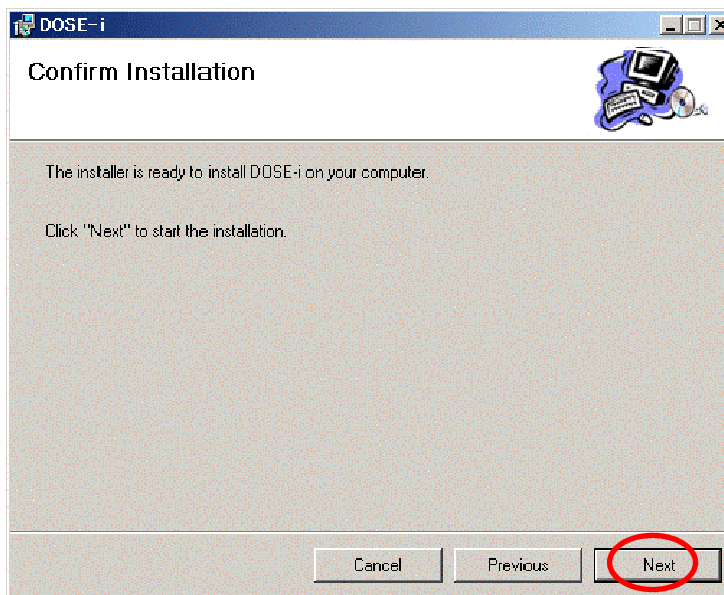 DOSE-i
Confirm Installation
The installer is ready to install DOSE-i on your computer.
Click "Next" to start the installation.
Cancel
Previous
Next